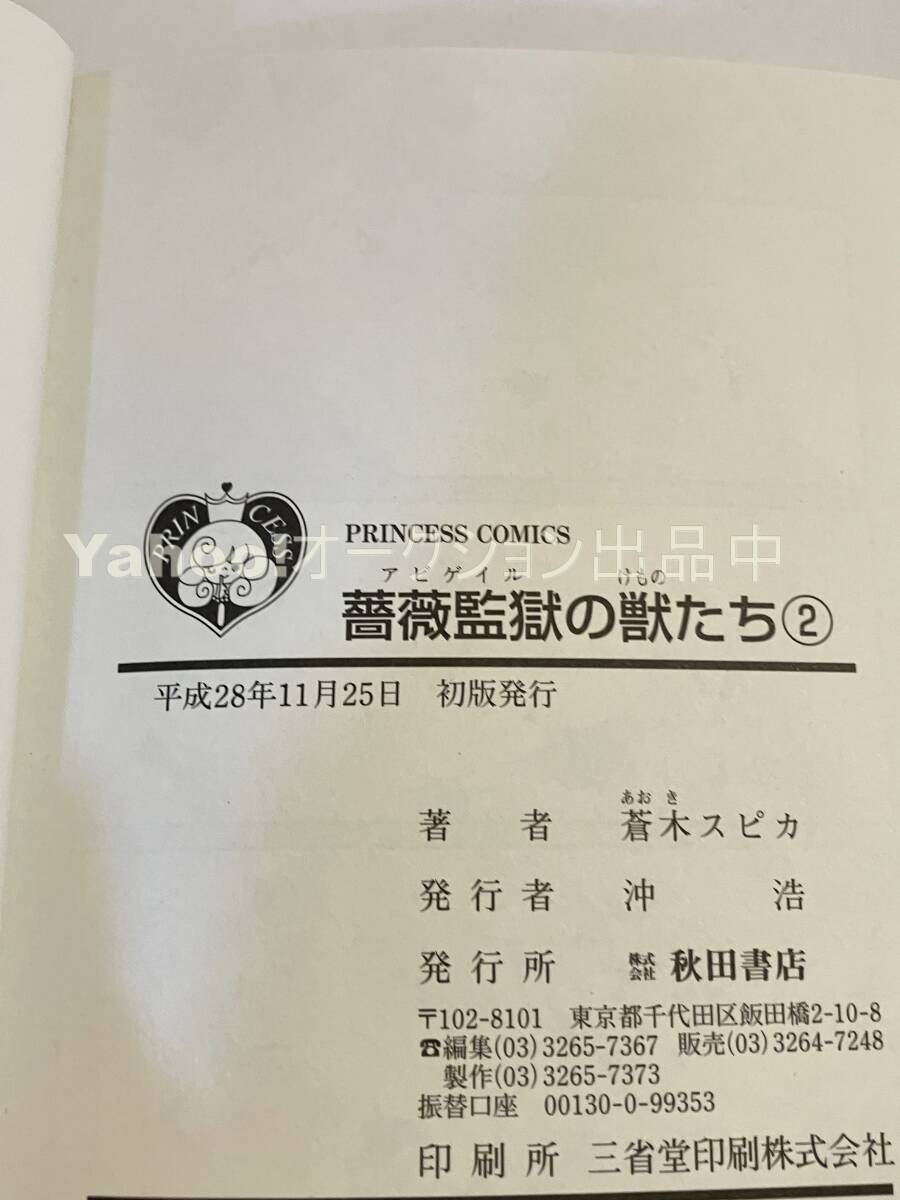 PRINCESS
PRINCESS COMICS
Yahoo!オークション出品中
アビゲイル けもの
薔薇監獄の獣たち②
平成28年11月25日 初版発行
あおき
著者 蒼木スピカ
発行者 沖浩
発行所 株式会社 秋田書店
〒102-8101 東京都千代田区飯田橋2-10-8
☎編集(03)3265-7367 販売(03)3264-7248
製作(03)3265-7373
振替口座 00130-0-99353
印刷所 三省堂印刷株式会社